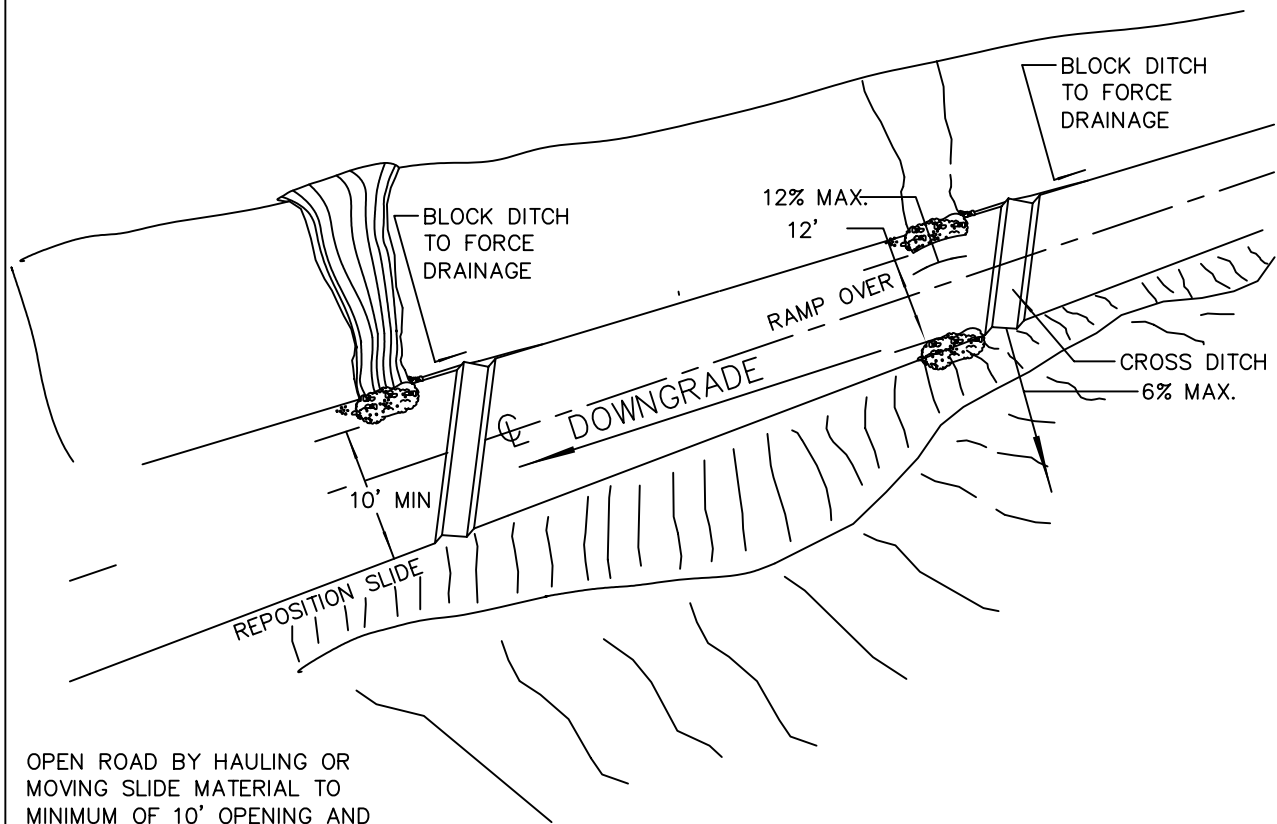 BLOCK DITCH
TO FORCE
DRAINAGE
12% MAX.
12'
BLOCK DITCH
TO FORCE
DRAINAGE
RAMP OVER
CROSS DITCH
6% MAX.
℄ DOWNGRADE
10' MIN
REPOSITION SLIDE
OPEN ROAD BY HAULING OR
MOVING SLIDE MATERIAL TO
MINIMUM OF 10' OPENING AND